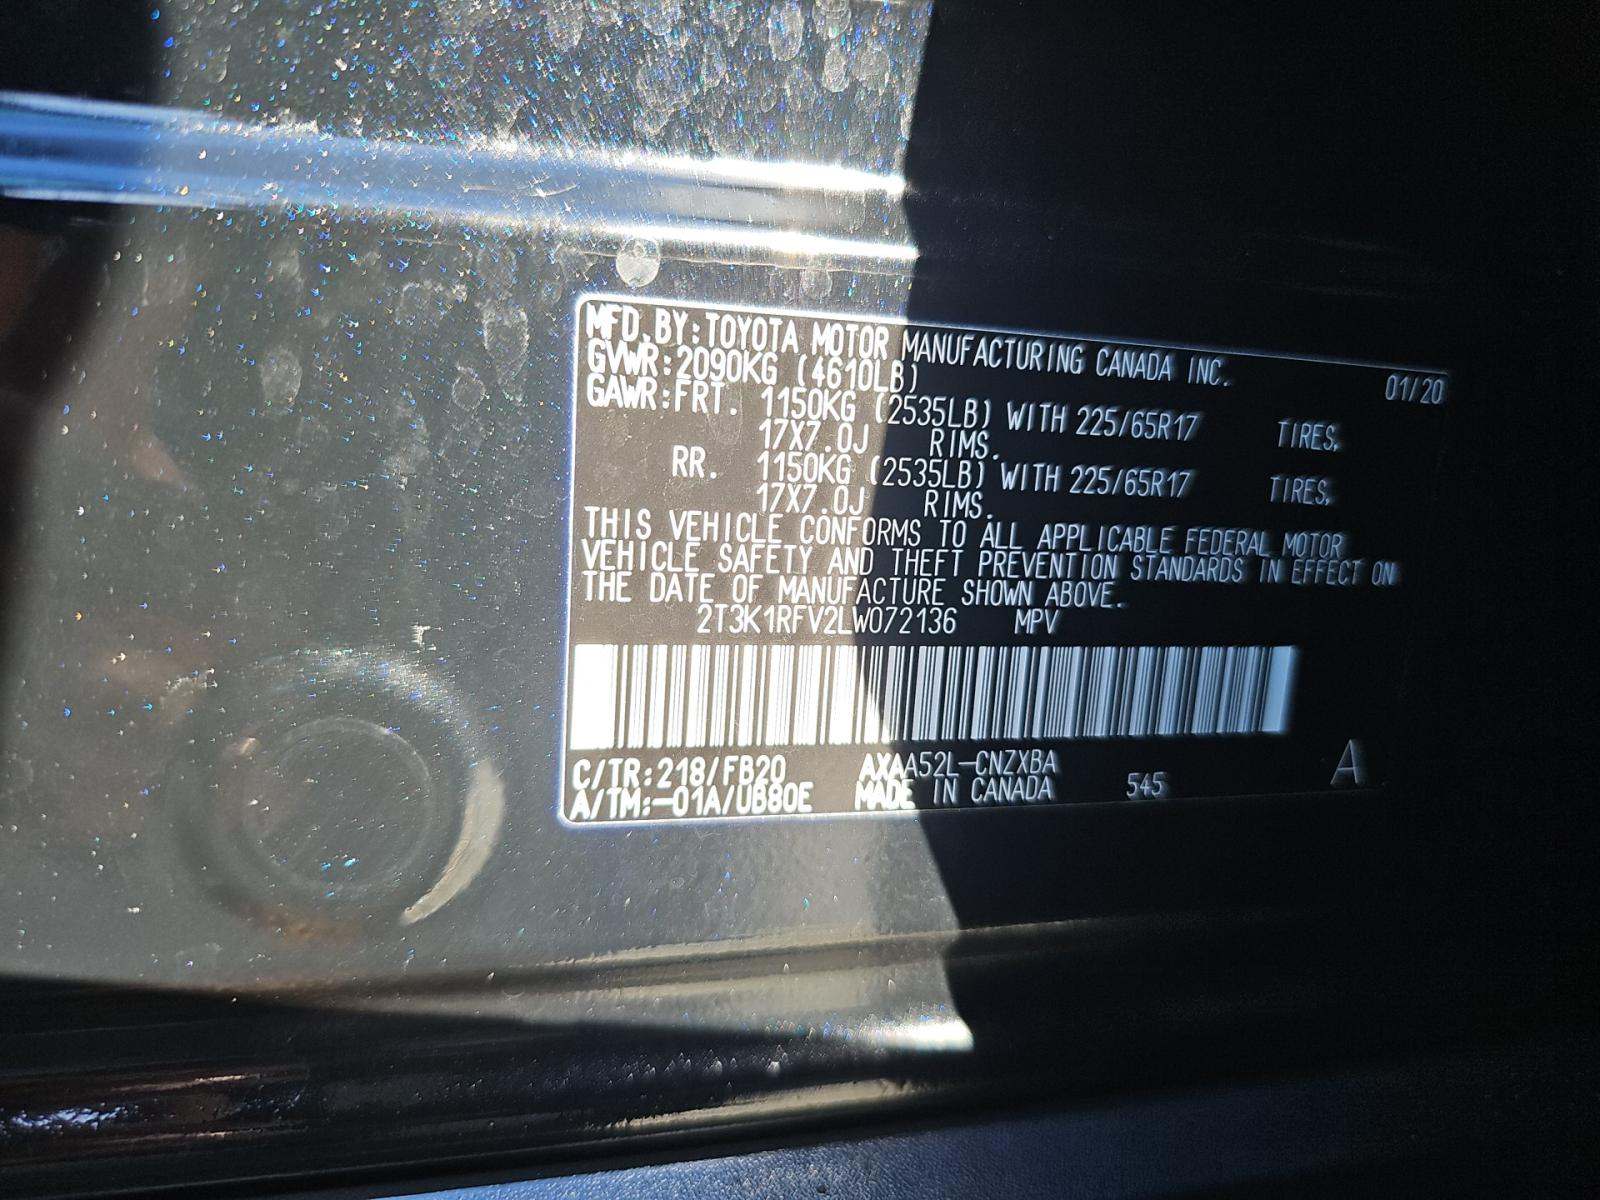 MFD. BY: TOYOTA MOTOR MANUFACTURING CANADA INC. 01/20
GVWR: 2090KG (4610LB)
GAWR: FRT. 1150KG (2535LB) WITH 225/65R17 TIRES,
17X7.0J RIMS.
RR. 1150KG (2535LB) WITH 225/65R17 TIRES,
17X7.0J RIMS.
THIS VEHICLE CONFORMS TO ALL APPLICABLE FEDERAL MOTOR
VEHICLE SAFETY AND THEFT PREVENTION STANDARDS IN EFFECT ON
THE DATE OF MANUFACTURE SHOWN ABOVE.
2T3K1RFV2LW072136 MPV
C/TR: 218/FB20 AXAA52L-CNZXBA
A/TM: -01A/UB80E MADE IN CANADA 545 A